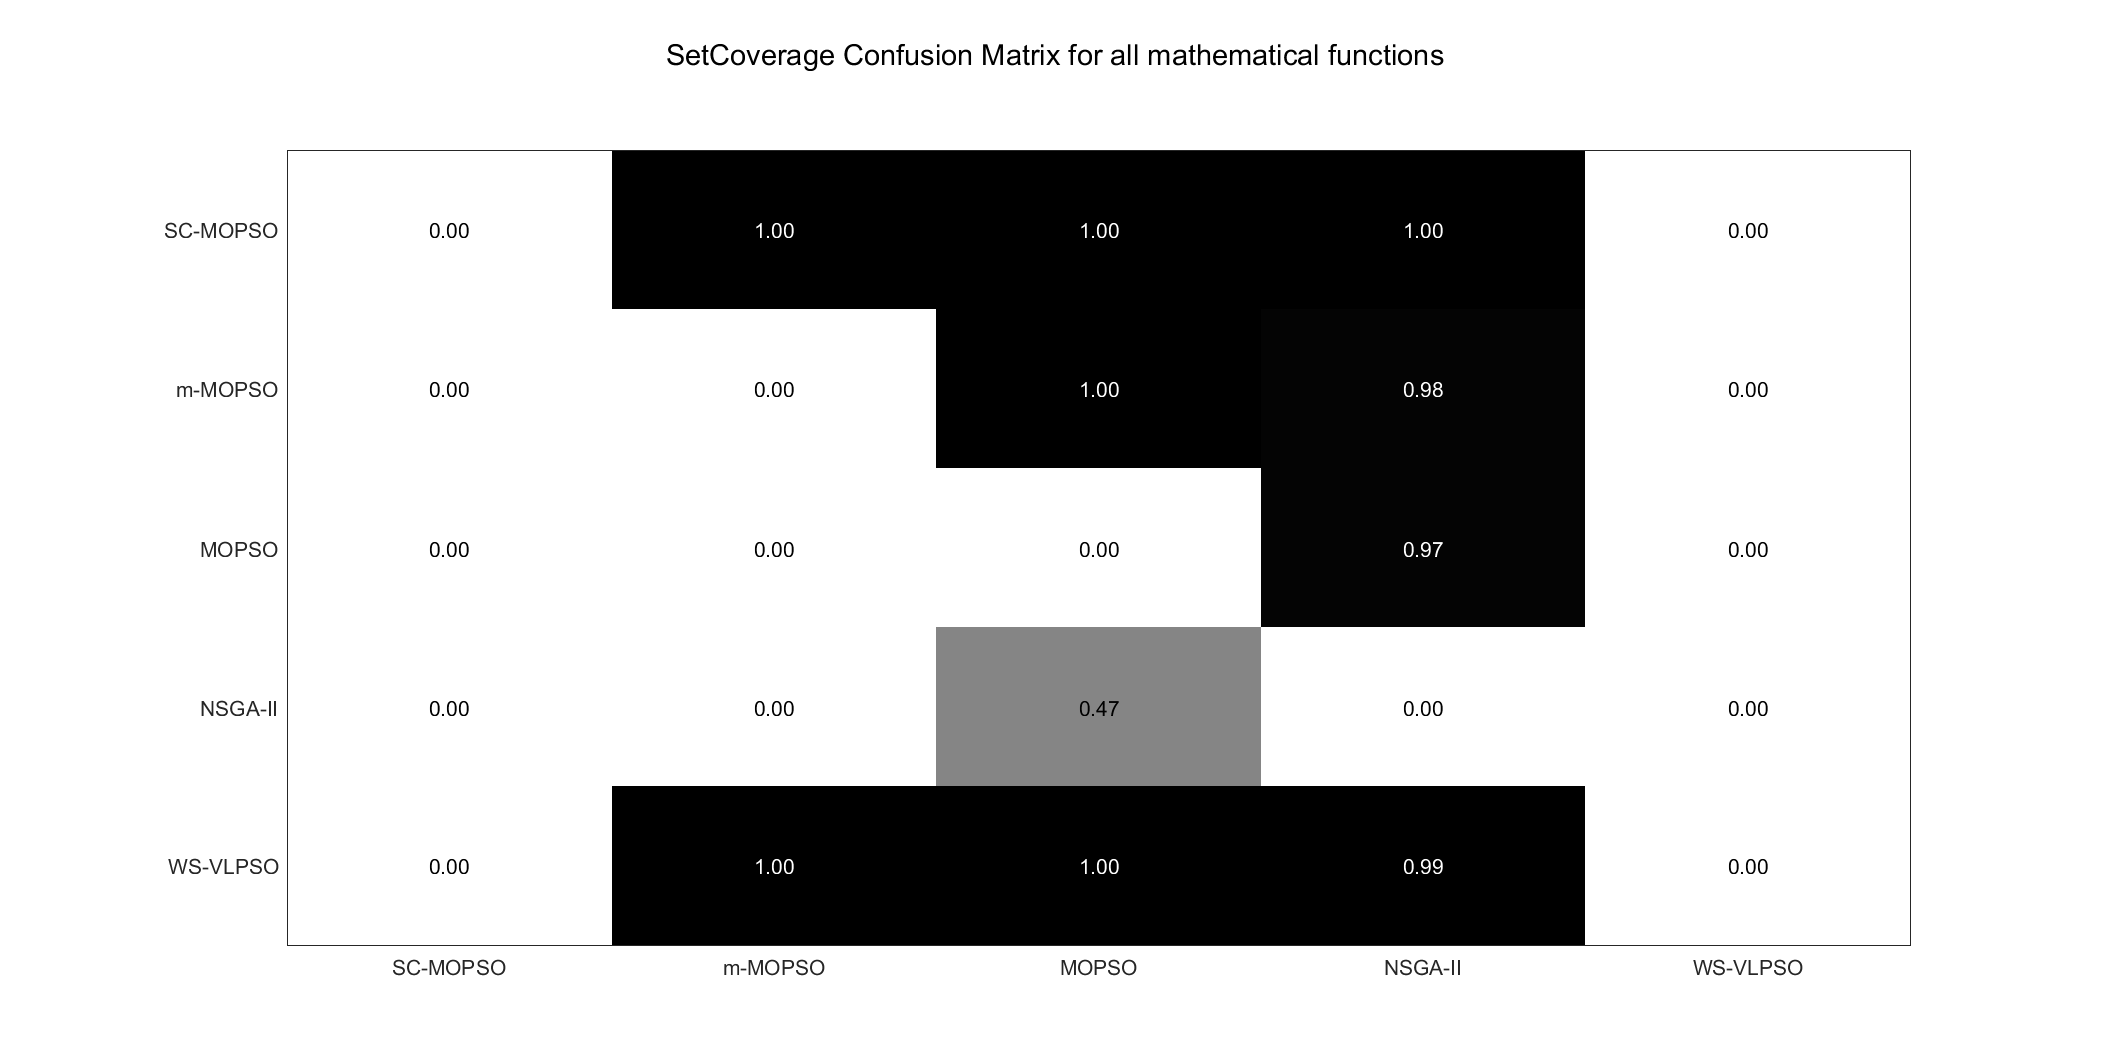 SetCoverage Confusion Matrix for all mathematical functions
SC-MOPSO 0.00 1.00 1.00 1.00 0.00
m-MOPSO 0.00 0.00 1.00 0.98 0.00
MOPSO 0.00 0.00 0.00 0.97 0.00
NSGA-II 0.00 0.00 0.47 0.00 0.00
WS-VLPSO 0.00 1.00 1.00 0.99 0.00
SC-MOPSO m-MOPSO MOPSO NSGA-II WS-VLPSO